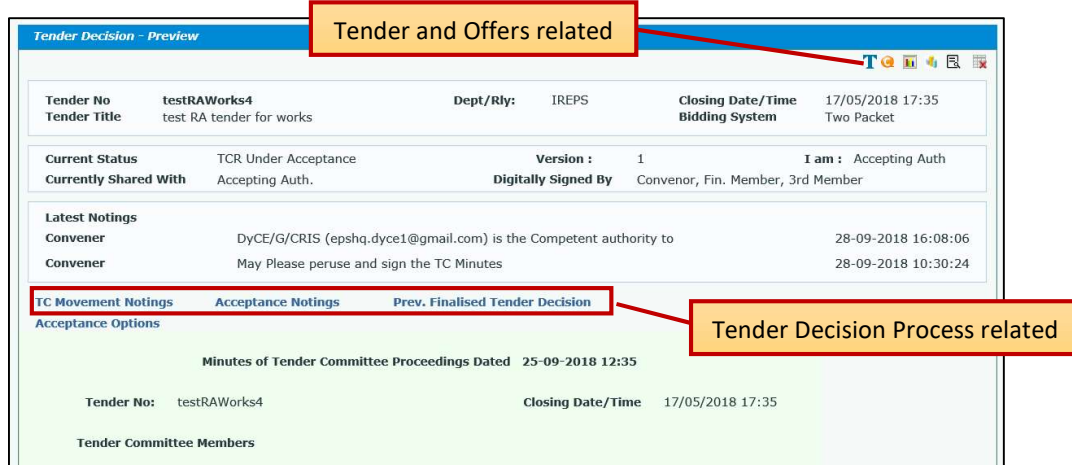 Tender and Offers related
Tender Decision - Preview
T
Tender No testRAWorks4 Dept/Rly: IREPS Closing Date/Time 17/05/2018 17:35
Tender Title test RA tender for works Bidding System Two Packet
Current Status TCR Under Acceptance Version : 1 I am : Accepting Auth
Currently Shared With Accepting Auth. Digitally Signed By Convenor, Fin. Member, 3rd Member
Latest Notings
Convener DyCE/G/CRIS (epshq.dyce1@gmail.com) is the Competent authority to 28-09-2018 16:08:06
Convener May Please peruse and sign the TC Minutes 28-09-2018 10:30:24
TC Movement Notings Acceptance Notings Prev. Finalised Tender Decision
Acceptance Options
Tender Decision Process related
Minutes of Tender Committee Proceedings Dated 25-09-2018 12:35
Tender No: testRAWorks4 Closing Date/Time 17/05/2018 17:35
Tender Committee Members